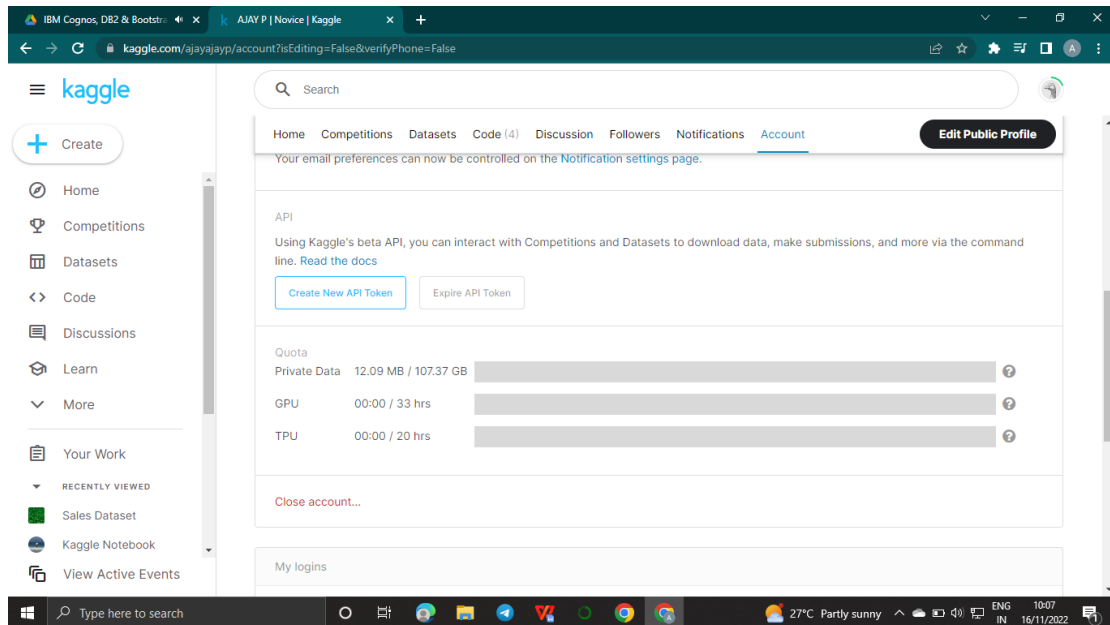 IBM Cognos, DB2 & Bootstra
AJAY P | Novice | Kaggle
kaggle.com/ajayajayp/account?isEditing=False&verifyPhone=False
A
kaggle
Search
Create
Home Competitions Datasets Code (4) Discussion Followers Notifications Account
Edit Public Profile
Your email preferences can now be controlled on the Notification settings page.
Home
Competitions
Datasets
Code
Discussions
Learn
More
Your Work
RECENTLY VIEWED
Sales Dataset
Kaggle Notebook
View Active Events
API
Using Kaggle's beta API, you can interact with Competitions and Datasets to download data, make submissions, and more via the command
line. Read the docs
Create New API Token Expire API Token
Quota
Private Data 12.09 MB / 107.37 GB
GPU 00:00 / 33 hrs
TPU 00:00 / 20 hrs
Close account...
My logins
Type here to search
27°C Partly sunny
ENG
IN
10:07
16/11/2022